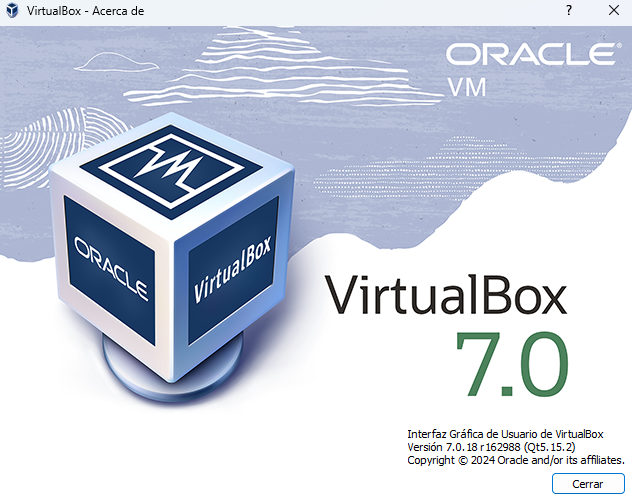 VirtualBox - Acerca de
ORACLE®
VM
VM
ORACLE
VirtualBox
VirtualBox
7.0
Interfaz Gráfica de Usuario de VirtualBox
Versión 7.0.18 r162988 (Qt5.15.2)
Copyright © 2024 Oracle and/or its affiliates.
Cerrar